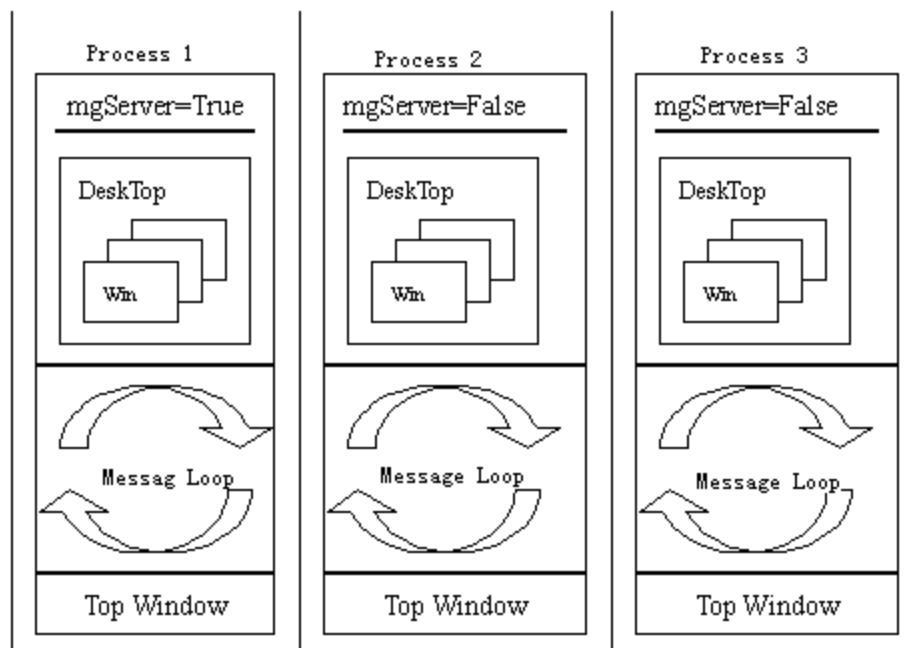 Process 1
mgServer=True
DeskTop
Win
Messag Loop
Top Window
Process 2
mgServer=False
DeskTop
Win
Message Loop
Top Window
Process 3
mgServer=False
DeskTop
Win
Message Loop
Top Window